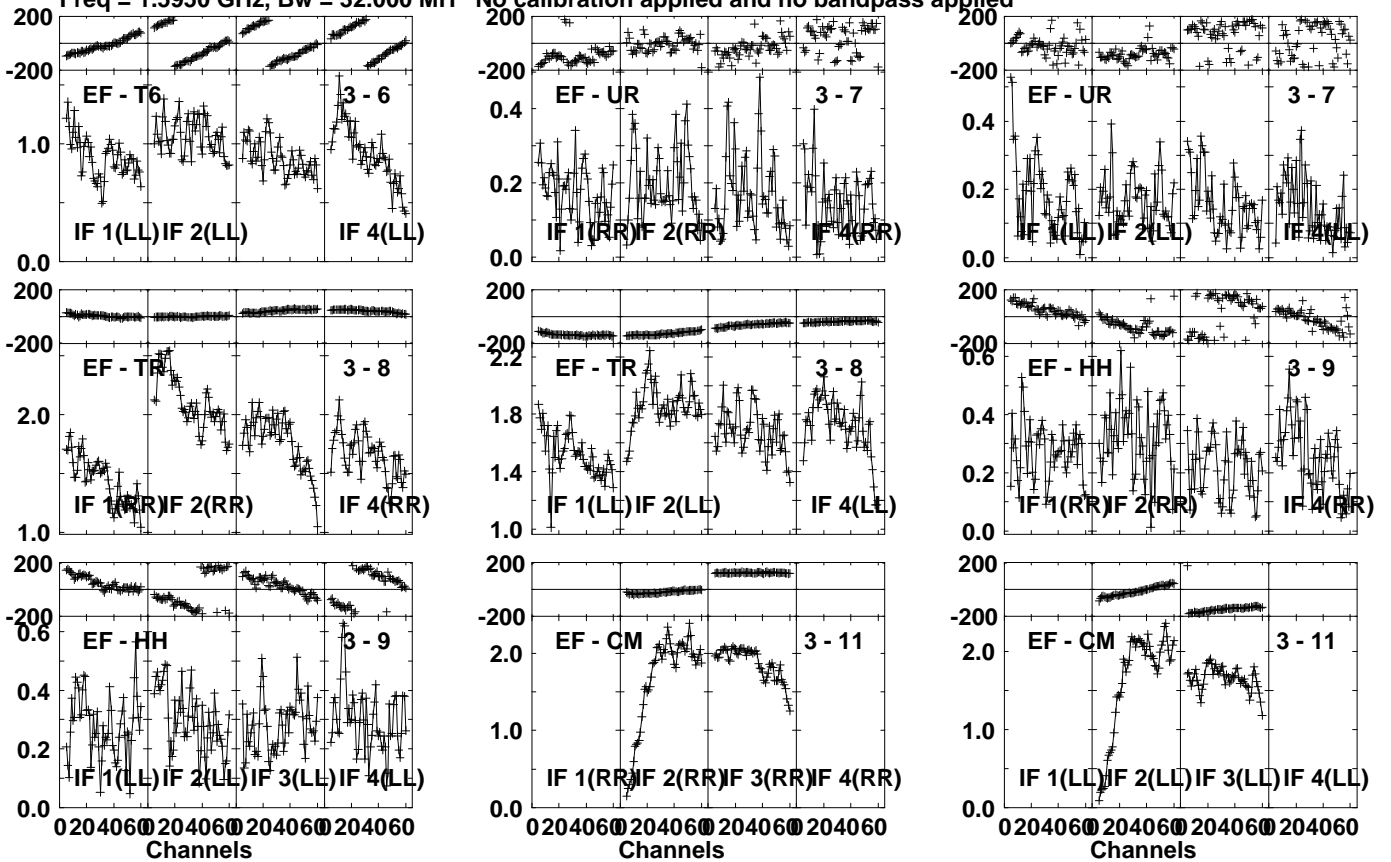 Freq = 1.5950 GHz, Bw = 32.000 MH No calibration applied and no bandpass applied
200
-200
EF - T6 3 - 6
1.0
0.0
IF 1(LL) IF 2(LL) IF 4(LL)
200
-200
EF - UR 3 - 7
0.4
0.2
0.0
IF 1(RR) IF 2(RR) IF 4(RR)
200
-200
EF - UR 3 - 7
0.4
0.2
0.0
IF 1(LL) IF 2(LL) IF 4(LL)
200
-200
EF - TR 3 - 8
2.0
1.0
IF 1(RR) IF 2(RR) IF 4(RR)
200
-200
EF - TR 3 - 8
2.2
1.8
1.4
1.0
IF 1(LL) IF 2(LL) IF 4(LL)
200
-200
EF - HH 3 - 9
0.6
0.4
0.2
0.0
IF 1(RR) IF 2(RR) IF 4(RR)
200
-200
EF - HH 3 - 9
0.6
0.4
0.2
0.0
IF 1(LL) IF 2(LL) IF 3(LL) IF 4(LL)
0 20 40 60 0 20 40 60 0 20 40 60 0 20 40 60
Channels
200
-200
EF - CM 3 - 11
2.0
1.0
0.0
IF 1(RR) IF 2(RR) IF 3(RR) IF 4(RR)
0 20 40 60 0 20 40 60 0 20 40 60 0 20 40 60
Channels
200
-200
EF - CM 3 - 11
2.0
1.0
0.0
IF 1(LL) IF 2(LL) IF 3(LL) IF 4(LL)
0 20 40 60 0 20 40 60 0 20 40 60 0 20 40 60
Channels